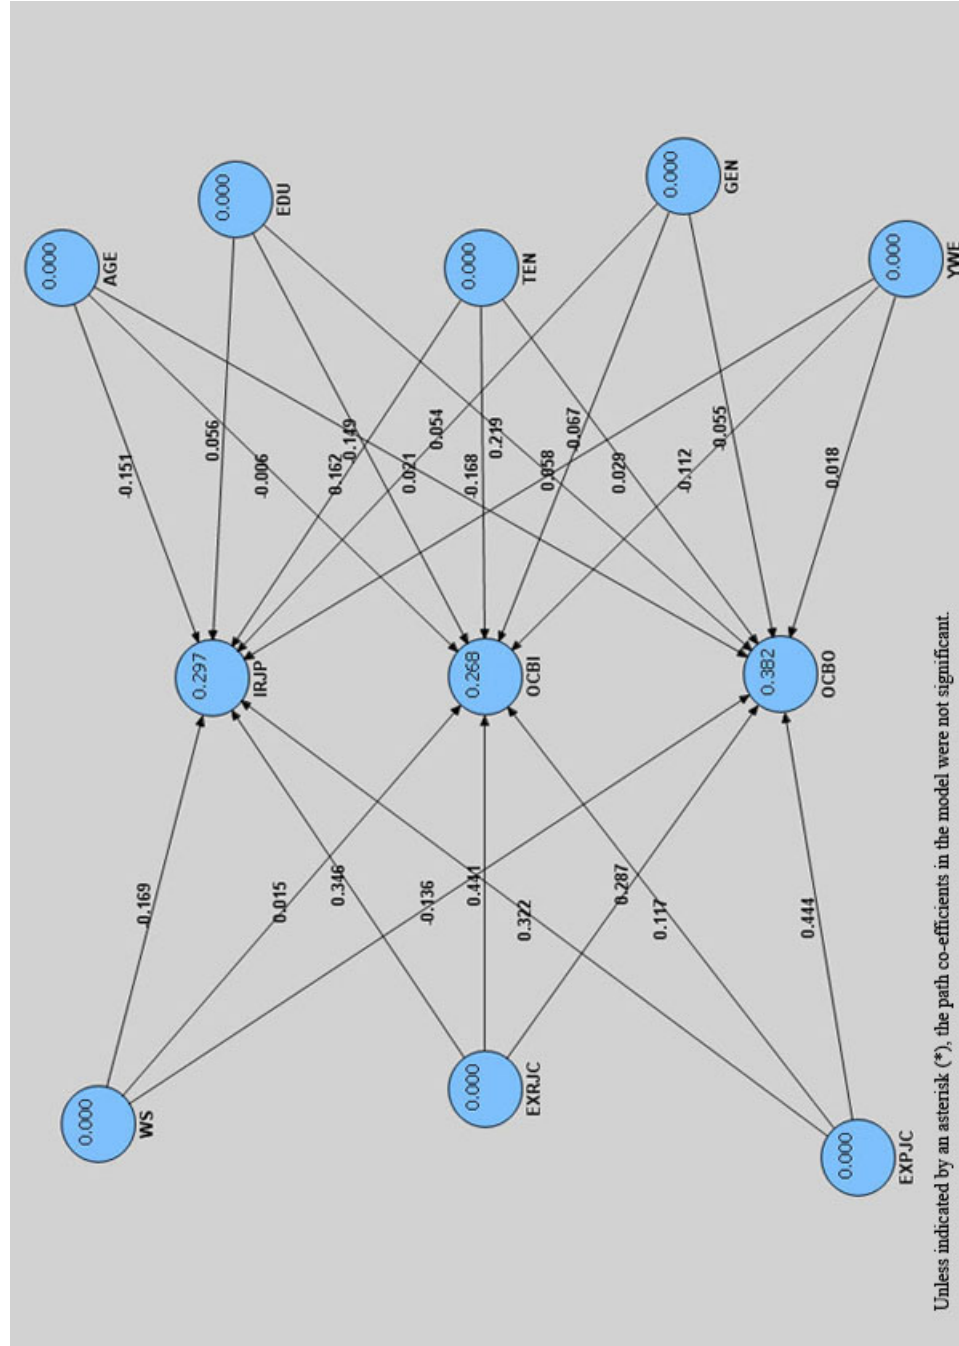 0.000
AGE
0.000
WS
-0.151
-0.169
0.297
IRJP
0.056
0.000
EDU
-0.006
0.015
0.162
0.346
-0.149
0.021
0.054
-0.136
-0.168
0.441
0.000
EXRJC
0.268
OCBI
0.219
0.000
TEN
0.322
0.058
-0.067
0.029
0.287
0.117
-0.112
0.000
GEN
-0.055
0.382
OCBO
0.444
0.018
0.000
EXPJC
0.000
YWE
Unless indicated by an asterisk (*), the path co-efficients in the model were not significant.